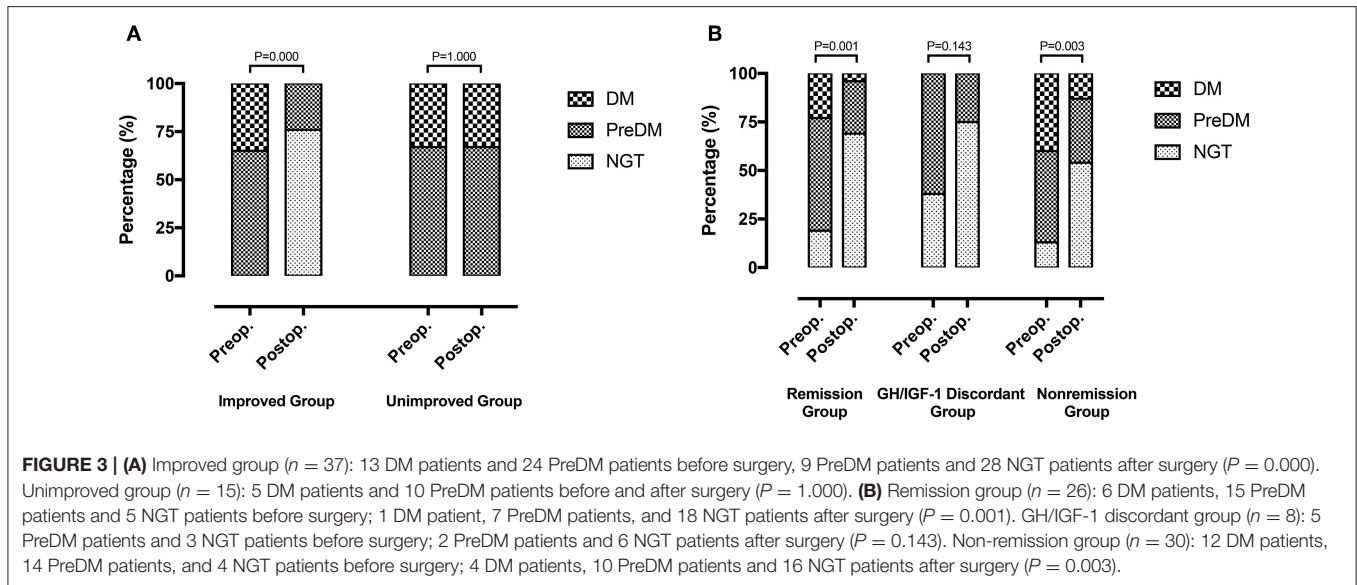 A
P=0.000
P=1.000
100
75
50
25
0
Percentage (%)
DM
PreDM
NGT
Preop.
Postop.
Preop.
Postop.
Improved Group
Unimproved Group
B
P=0.001
P=0.143
P=0.003
100
75
50
25
0
Percentage (%)
DM
PreDM
NGT
Preop.
Postop.
Preop.
Postop.
Preop.
Postop.
Remission
Group
GH/IGF-1 Discordant
Group
Nonremission
Group
FIGURE 3 | (A) Improved group (n = 37): 13 DM patients and 24 PreDM patients before surgery, 9 PreDM patients and 28 NGT patients after surgery (P = 0.000).
Unimproved group (n = 15): 5 DM patients and 10 PreDM patients before and after surgery (P = 1.000). (B) Remission group (n = 26): 6 DM patients, 15 PreDM
patients and 5 NGT patients before surgery; 1 DM patient, 7 PreDM patients, and 18 NGT patients after surgery (P = 0.001). GH/IGF-1 discordant group (n = 8): 5
PreDM patients and 3 NGT patients before surgery; 2 PreDM patients and 6 NGT patients after surgery (P = 0.143). Non-remission group (n = 30): 12 DM patients,
14 PreDM patients, and 4 NGT patients before surgery; 4 DM patients, 10 PreDM patients and 16 NGT patients after surgery (P = 0.003).